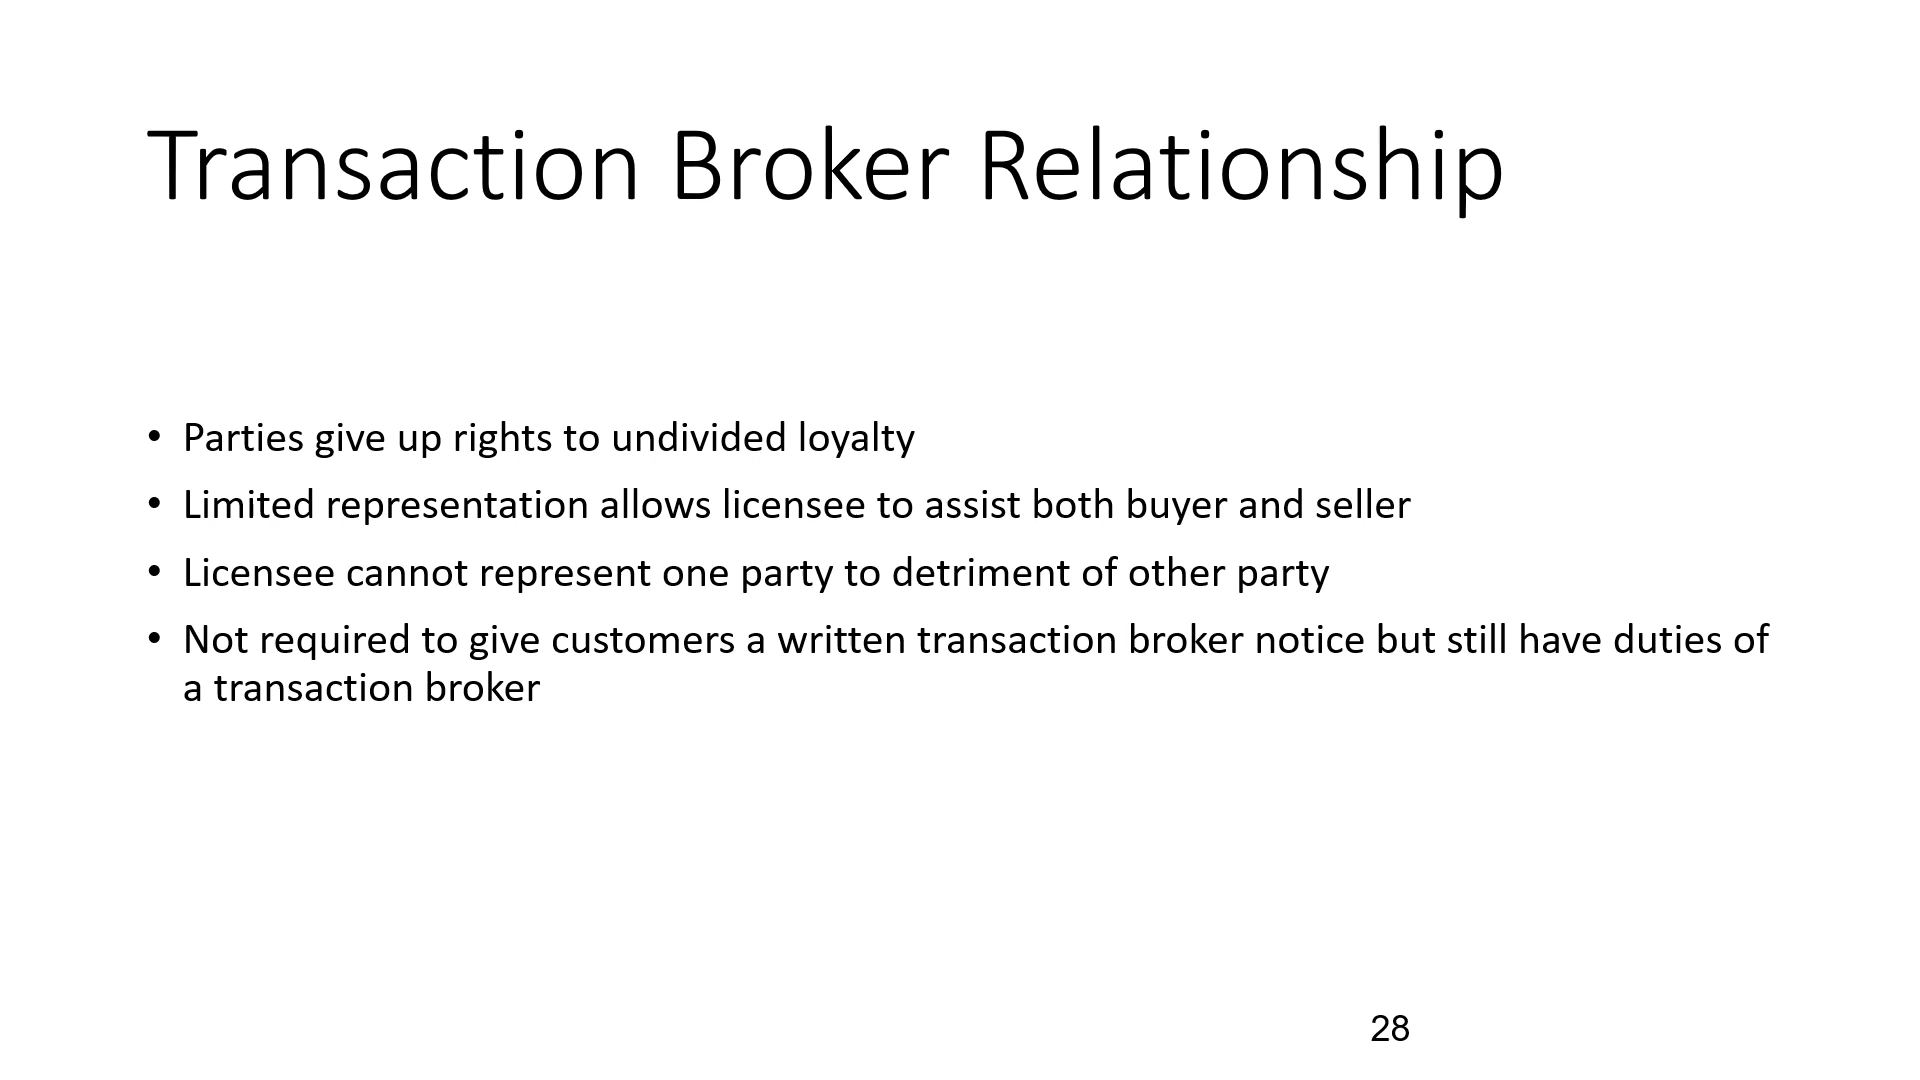 Transaction Broker Relationship
• Parties give up rights to undivided loyalty
• Limited representation allows licensee to assist both buyer and seller
• Licensee cannot represent one party to detriment of other party
• Not required to give customers a written transaction broker notice but still have duties of
a transaction broker
28